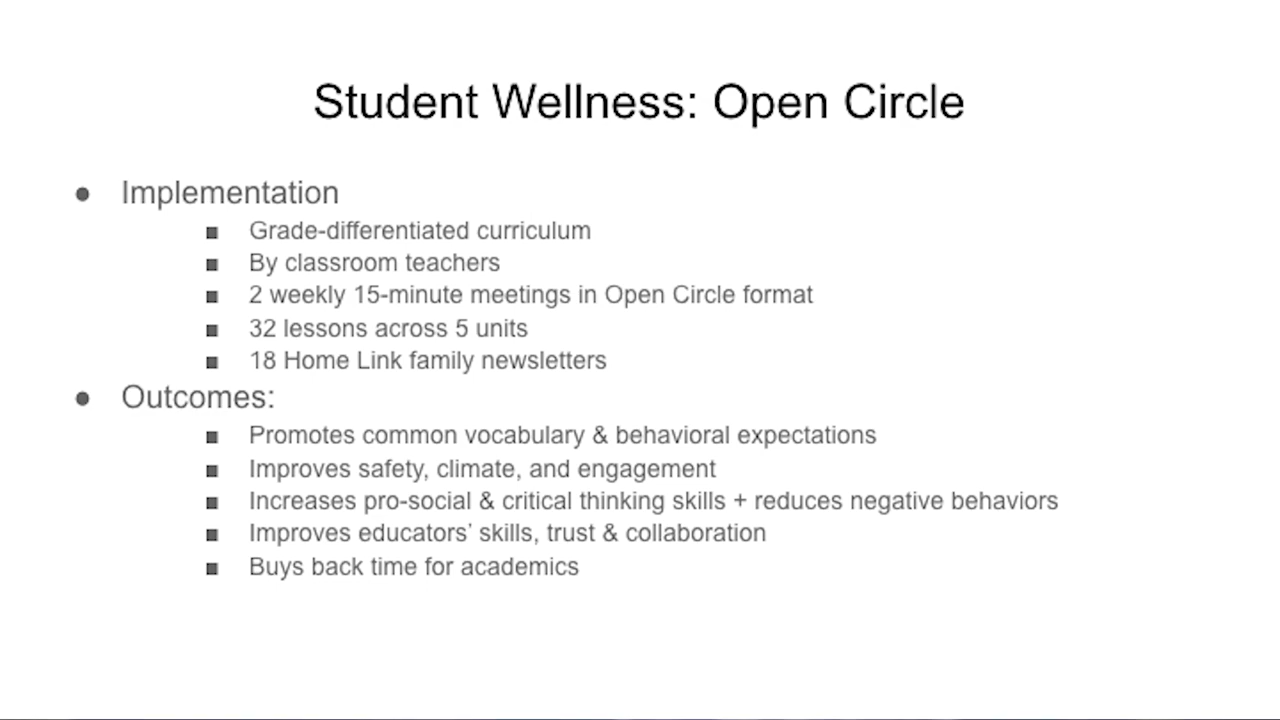 Student Wellness: Open Circle
● Implementation
■ Grade-differentiated curriculum
■ By classroom teachers
■ 2 weekly 15-minute meetings in Open Circle format
■ 32 lessons across 5 units
■ 18 Home Link family newsletters
● Outcomes:
■ Promotes common vocabulary & behavioral expectations
■ Improves safety, climate, and engagement
■ Increases pro-social & critical thinking skills + reduces negative behaviors
■ Improves educators’ skills, trust & collaboration
■ Buys back time for academics